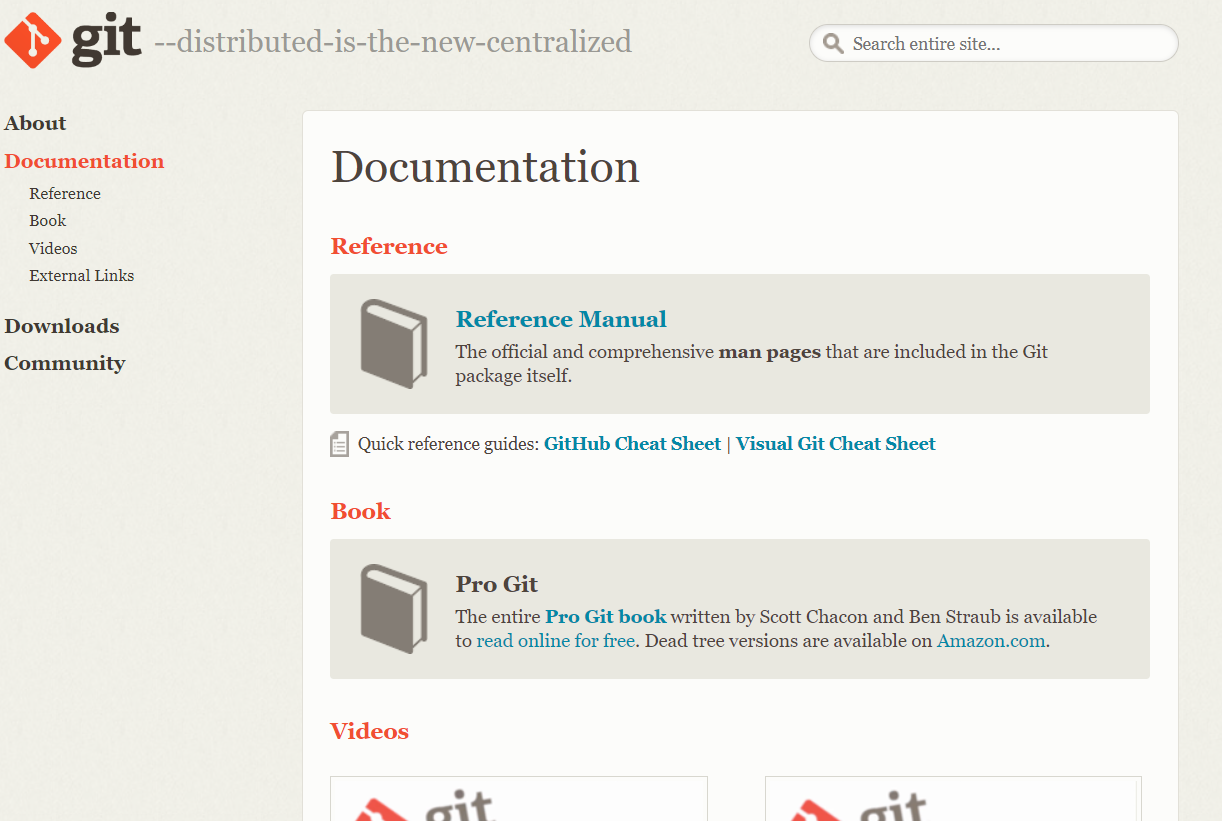 git --distributed-is-the-new-centralized
Search entire site...
About
Documentation
Reference
Book
Videos
External Links
Downloads
Community
Documentation
Reference
Reference Manual
The official and comprehensive man pages that are included in the Git
package itself.
Quick reference guides: GitHub Cheat Sheet | Visual Git Cheat Sheet
Book
Pro Git
The entire Pro Git book written by Scott Chacon and Ben Straub is available
to read online for free. Dead tree versions are available on Amazon.com.
Videos
git
git